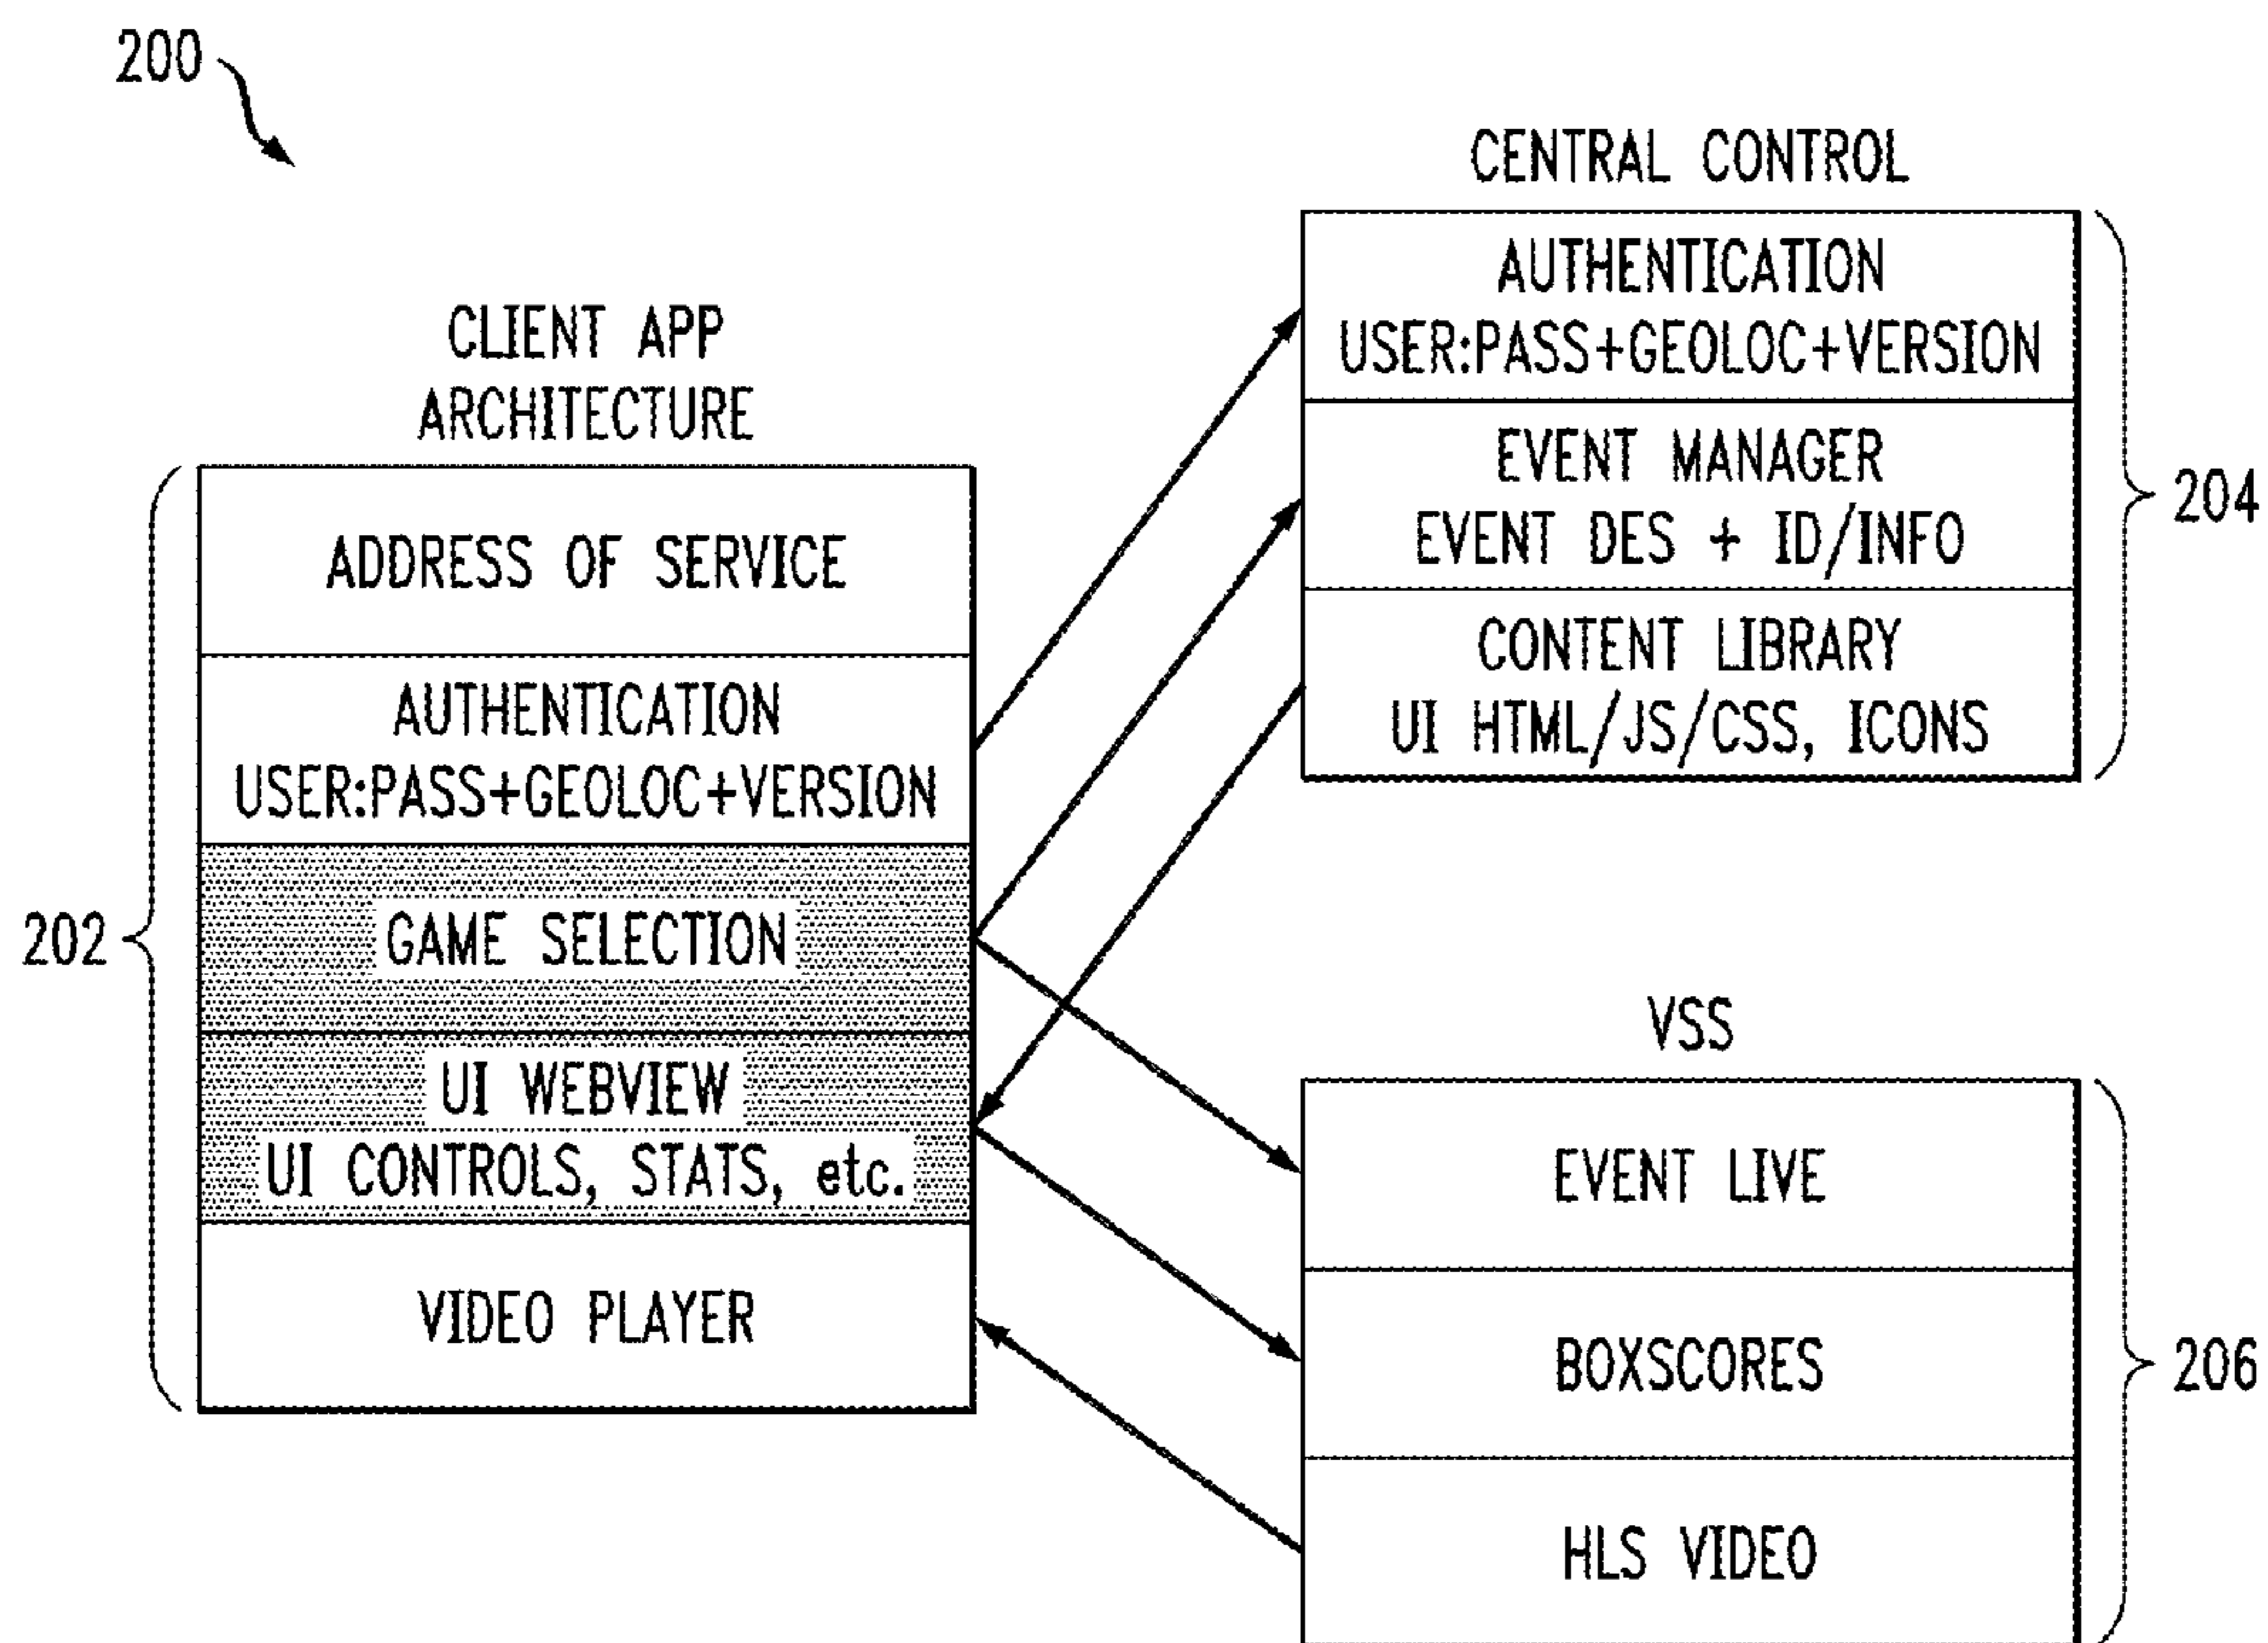 200
CLIENT APP
ARCHITECTURE
202
ADDRESS OF SERVICE
AUTHENTICATION
USER:PASS+GEOLOC+VERSION
GAME SELECTION
UI WEBVIEW
UI CONTROLS, STATS, etc.
VIDEO PLAYER
CENTRAL CONTROL
AUTHENTICATION
USER:PASS+GEOLOC+VERSION
EVENT MANAGER
EVENT DES + ID/INFO
CONTENT LIBRARY
UI HTML/JS/CSS, ICONS
204
VSS
EVENT LIVE
BOXSCORES
HLS VIDEO
206